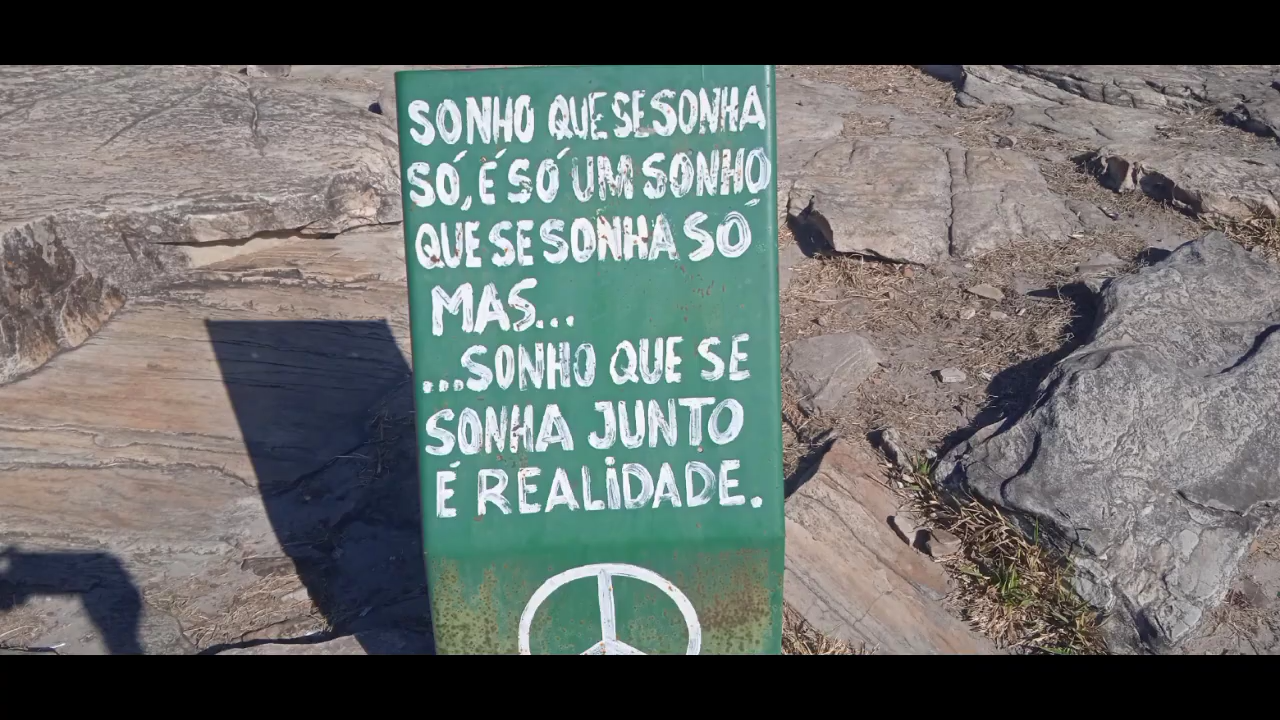 SONHO QUE SE SONHA
SÓ, É SÓ UM SONHO
QUE SE SONHA SÓ
MAS...
...SONHO QUE SE
SONHA JUNTO
É REALIDADE.